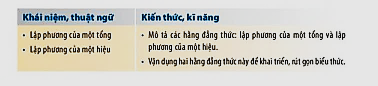 Khái niệm, thuật ngữ
• Lập phương của một tổng
• Lập phương của một hiệu
Kiến thức, kĩ năng
• Mô tả các hằng đẳng thức: lập phương của một tổng và lập
phương của một hiệu.
• Vận dụng hai hằng đẳng thức này để khai triển, rút gọn biểu thức.